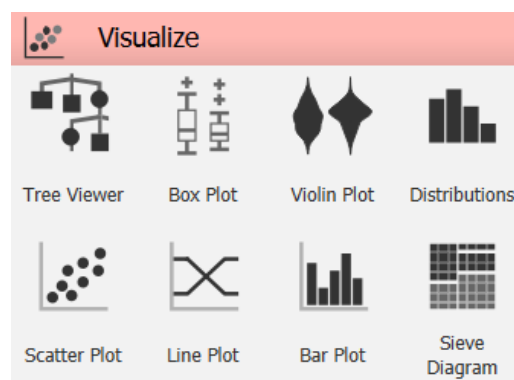 Visualize
Tree Viewer
Box Plot
Violin Plot
Distributions
Scatter Plot
Line Plot
Bar Plot
Sieve
Diagram